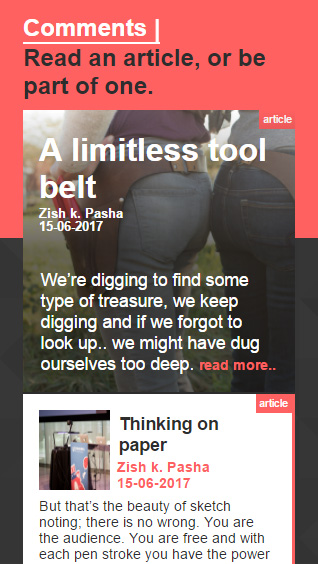 Comments |
Read an article, or be
part of one.
article
A limitless tool
belt
Zish k. Pasha
15-06-2017
We’re digging to find some
type of treasure, we keep
digging and if we forgot to
look up.. we might have dug
ourselves too deep. read more..
article
Thinking on
paper
Zish k. Pasha
15-06-2017
But that’s the beauty of sketch
noting; there is no wrong. You are
the audience. You are free and with
each pen stroke you have the power